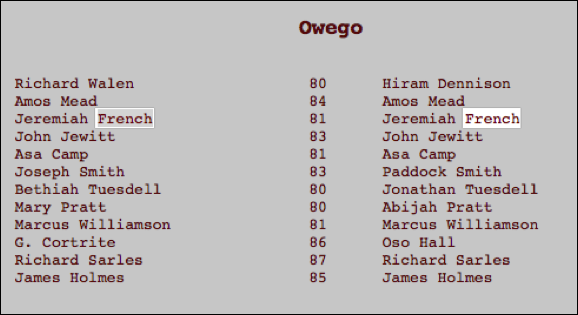 Owego
Richard Walen 80 Hiram Dennison
Amos Mead 84 Amos Mead
Jeremiah French 81 Jeremiah French
John Jewitt 83 John Jewitt
Asa Camp 81 Asa Camp
Joseph Smith 83 Paddock Smith
Bethiah Tuesdell 80 Jonathan Tuesdell
Mary Pratt 80 Abijah Pratt
Marcus Williamson 81 Marcus Williamson
G. Cortrite 86 Oso Hall
Richard Sarles 87 Richard Sarles
James Holmes 85 James Holmes